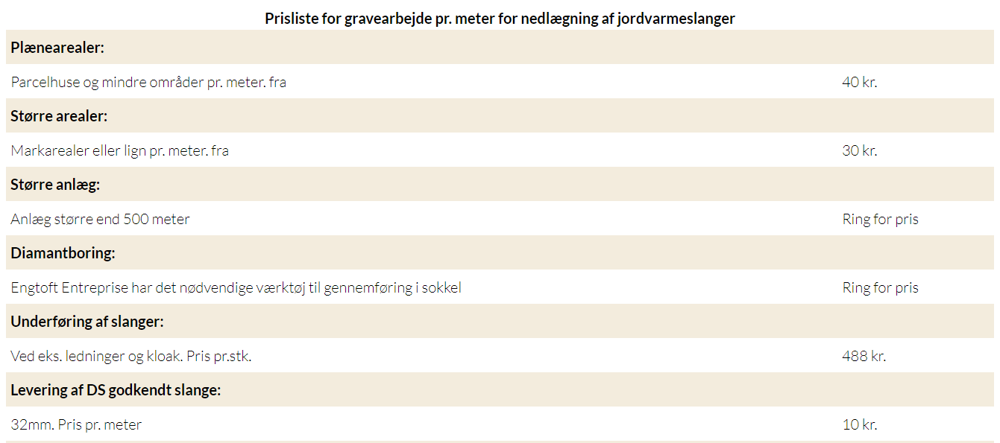 Prisliste for gravearbejde pr. meter for nedlægning af jordvarmeslanger
Plænearealer:
Parcelhuse og mindre områder pr. meter. fra 40 kr.
Større arealer:
Markarealer eller lign pr. meter. fra 30 kr.
Større anlæg:
Anlæg større end 500 meter Ring for pris
Diamantboring:
Engtoft Entreprise har det nødvendige værktøj til gennemføring i sokkel Ring for pris
Underføring af slanger:
Ved eks. ledninger og kloak. Pris pr.stk. 488 kr.
Levering af DS godkendt slange:
32mm. Pris pr. meter 10 kr.